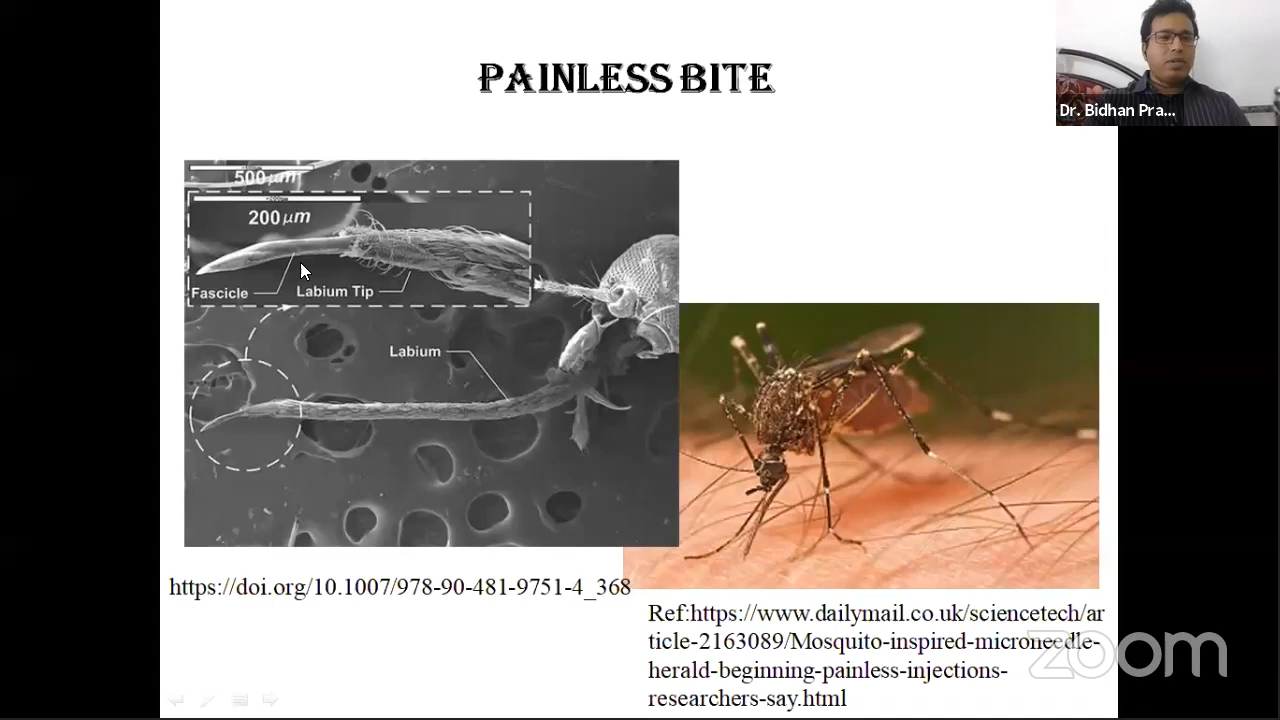 PAINLESS BITE
Dr. Bidhan Pra...
500 µm
200 µm
Fascicle
Labium Tip
Labium
https://doi.org/10.1007/978-90-481-9751-4_368
Ref:https://www.dailymail.co.uk/sciencetech/ar
ticle-2163089/Mosquito-inspired-microneedle-
herald-beginning-painless-injections-
researchers-say.html
zoom